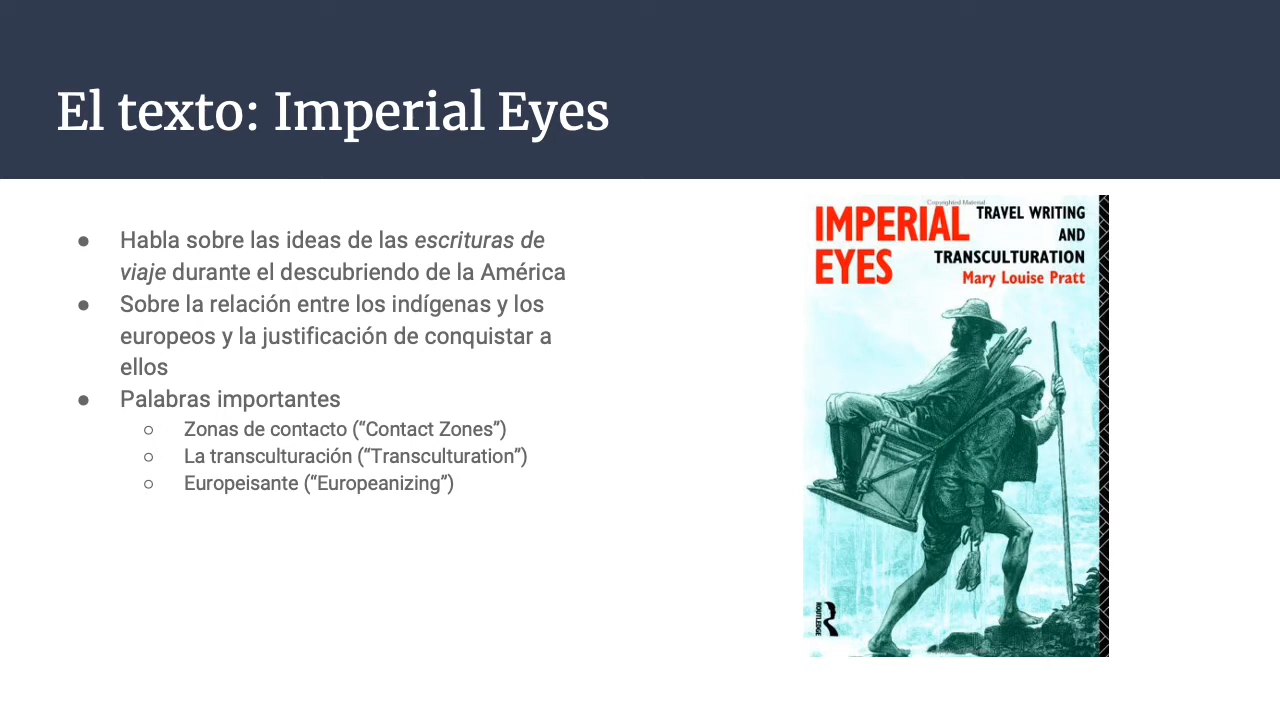 El texto: Imperial Eyes
● Habla sobre las ideas de las escrituras de
viaje durante el descubriendo de la América
● Sobre la relación entre los indígenas y los
europeos y la justificación de conquistar a
ellos
● Palabras importantes
○ Zonas de contacto (“Contact Zones”)
○ La transculturación (“Transculturation”)
○ Europeisante (“Europeanizing”)
Copyrighted Material
IMPERIAL
EYES
TRAVEL WRITING
AND
TRANSCULTURATION
Mary Louise Pratt
ROUTLEDGE